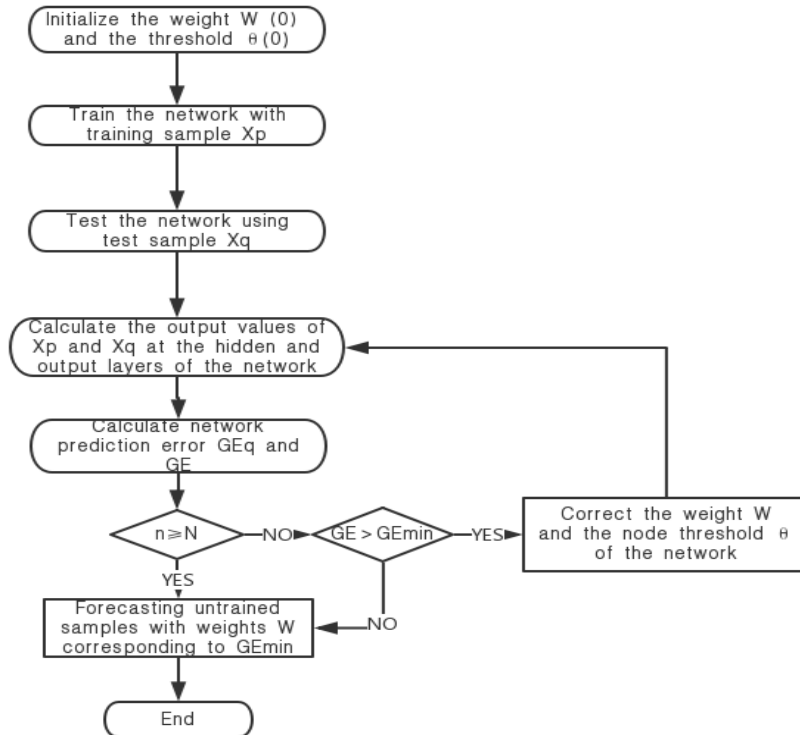 Initialize the weight W (0)
and the threshold θ(0)
Train the network with
training sample Xp
Test the network using
test sample Xq
Calculate the output values of
Xp and Xq at the hidden and
output layers of the network
Calculate network
prediction error GEq and
GE
n≥N
NO
GE > GEmin
YES
Correct the weight W
and the node threshold θ
of the network
YES
NO
Forecasting untrained
samples with weights W
corresponding to GEmin
End